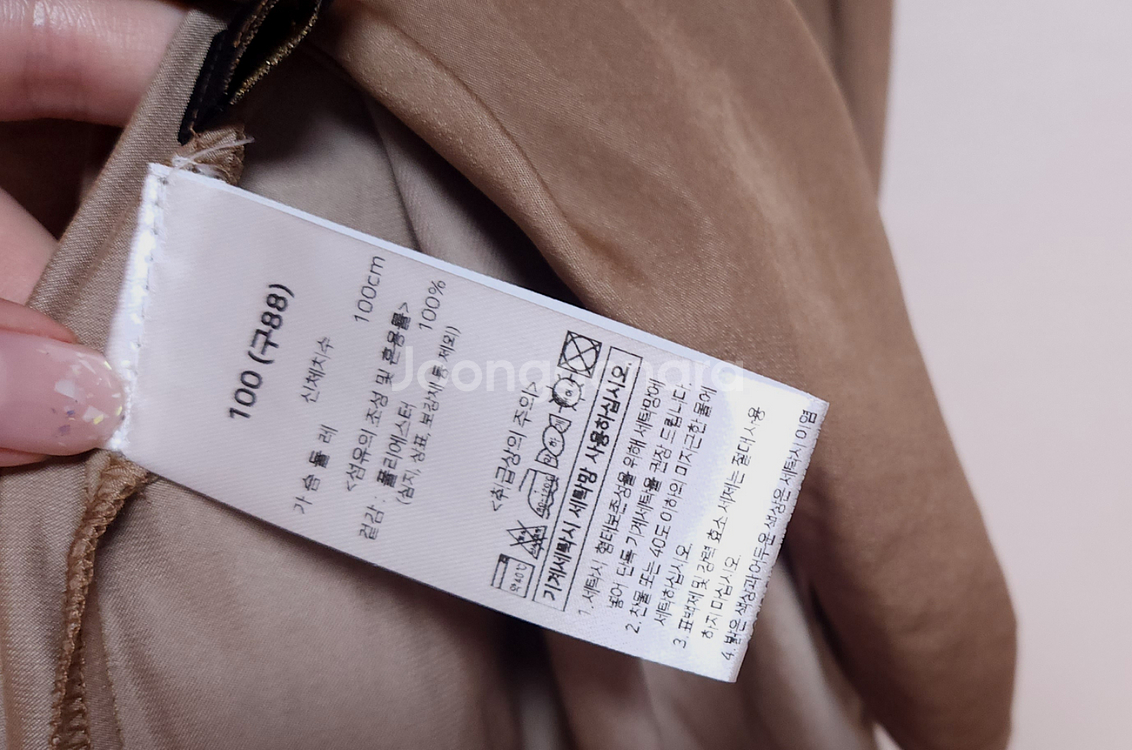 100 (구88)
신체치수
가 슴 둘 레 100cm
<섬유의 조성 및 혼용률>
겉감 : 폴리에스터 100%
(심지, 상표, 보강재 등 제외)
<취급상의 주의>
약 40℃
기계세탁시 세탁망 사용하십시오
1. 세탁시 형태보존성을 위해 세탁망에
넣어 단독 기계세탁을 권장 드립니다
2. 찬물 또는 40도 이하의 미지근한 물에
세탁하십시오.
3. 표백제 및 강력 효소 세제는 절대 사용
하지 마십시오.
4. 밝은 색상과 어두운 색상은 세탁시 이염
Joongonara